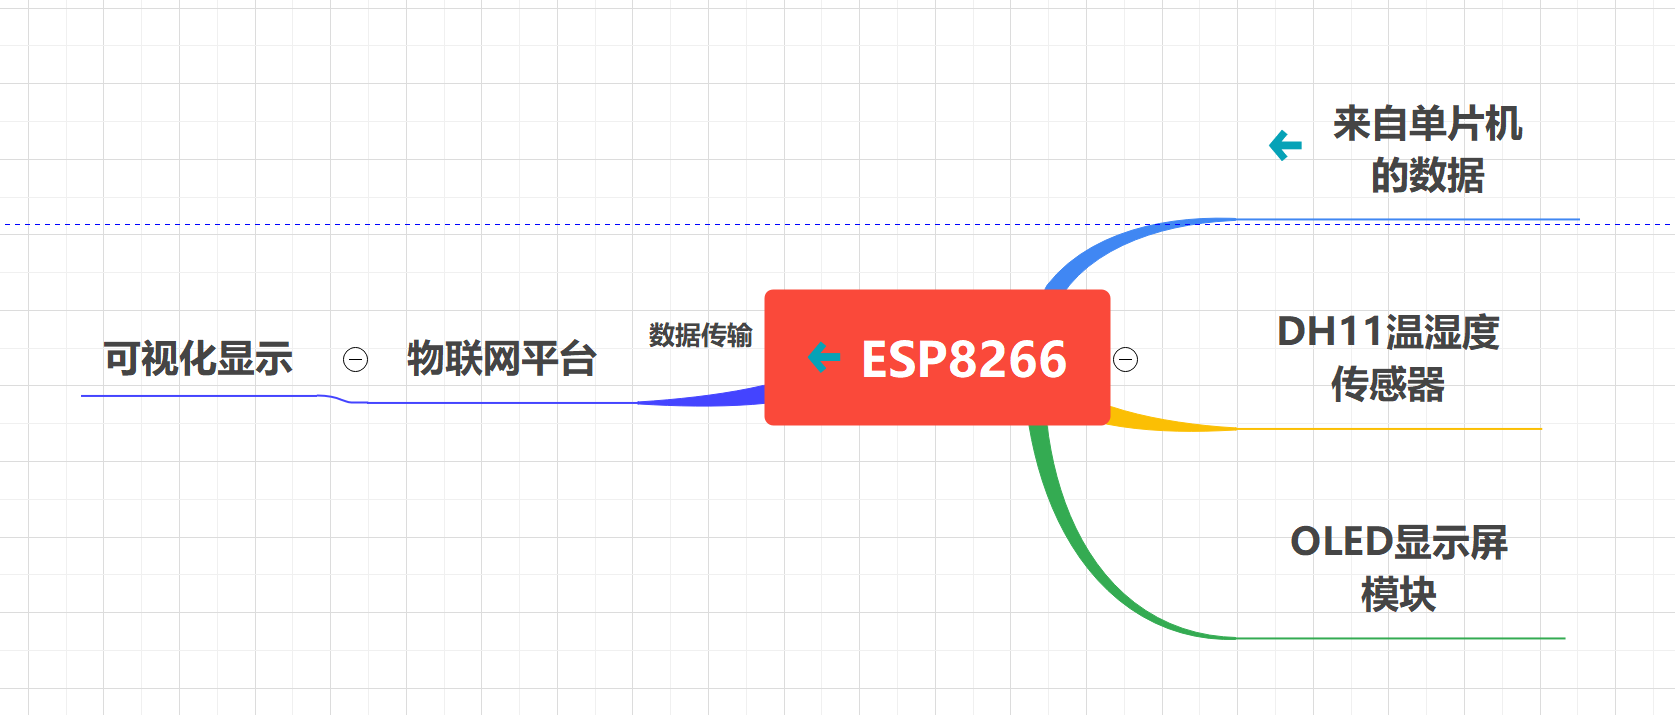 来自单片机
的数据
可视化显示
物联网平台
数据传输
ESP8266
DH11温湿度
传感器
OLED显示屏
模块